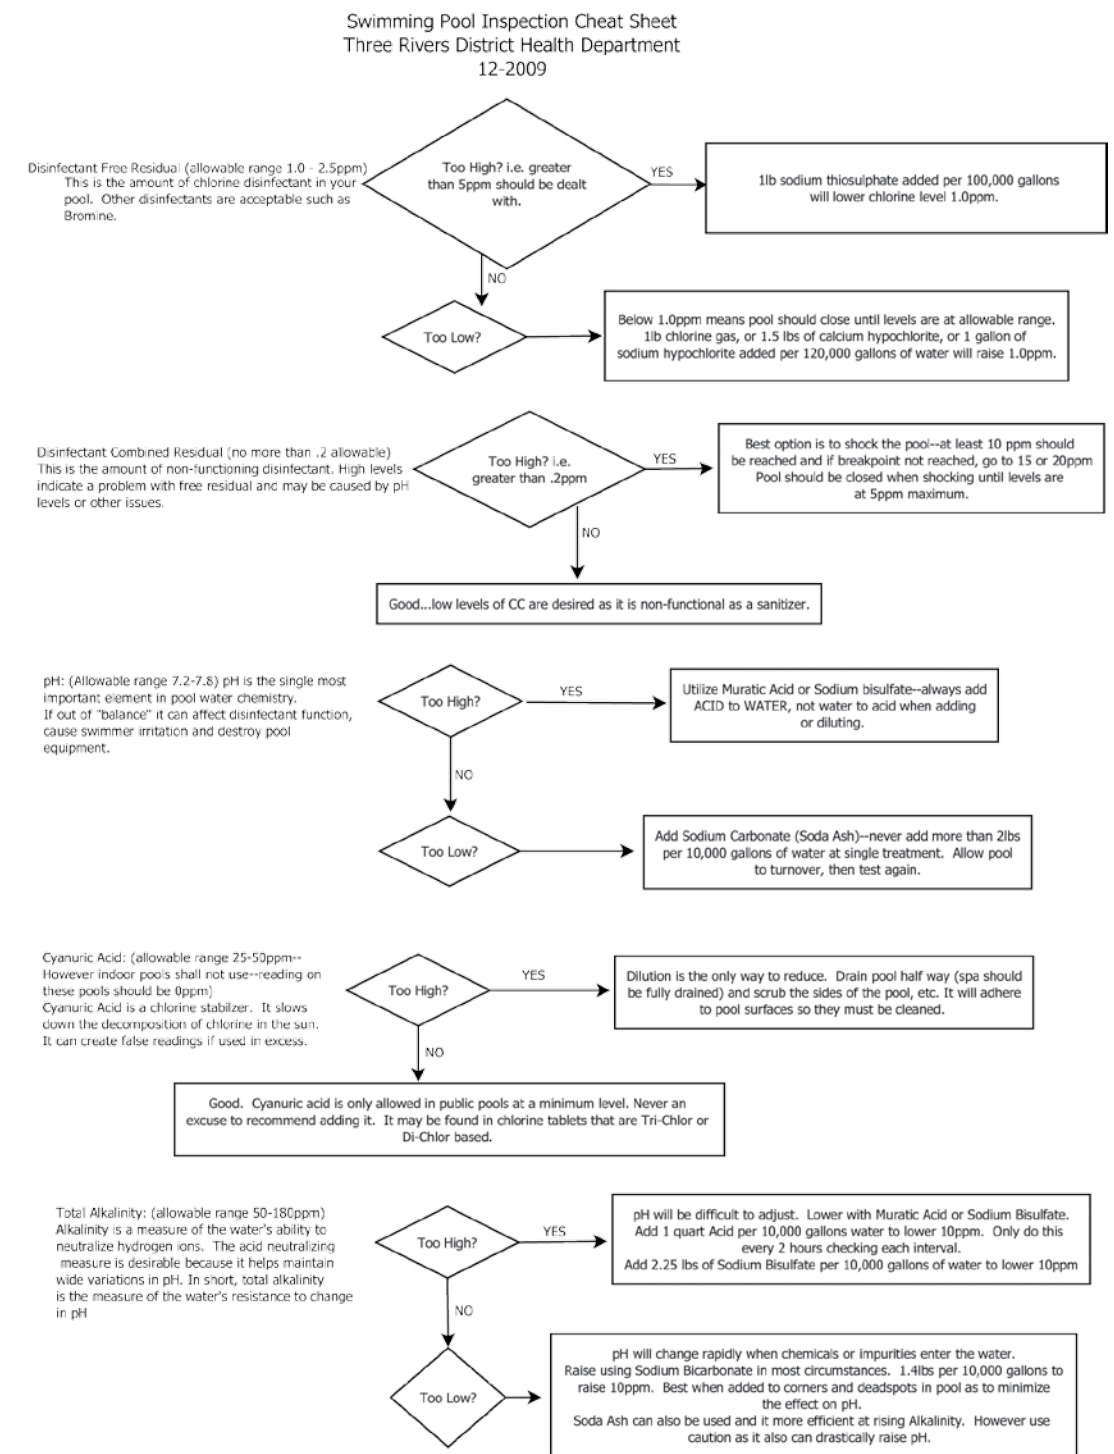 Swimming Pool Inspection Cheat Sheet
Three Rivers District Health Department
12-2009
Disinfectant Free Residual (allowable range 1.0 - 2.5ppm)
This is the amount of chlorine disinfectant in your
pool. Other disinfectants are acceptable such as
Bromine.
Too High? i.e. greater
than 5ppm should be dealt
with.
YES
1lb sodium thiosulphate added per 100,000 gallons
will lower chlorine level 1.0ppm.
NO
Too Low?
Below 1.0ppm means pool should close until levels are at allowable range.
1lb chlorine gas, or 1.5 lbs of calcium hypochlorite, or 1 gallon of
sodium hypochlorite added per 120,000 gallons of water will raise 1.0ppm.
Disinfectant Combined Residual (no more than .2 allowable)
This is the amount of non-functioning disinfectant. High levels
indicate a problem with free residual and may be caused by pH
levels or other issues.
Too High? i.e.
greater than .2ppm
YES
Best option is to shock the pool--at least 10 ppm should
be reached and if breakpoint not reached, go to 15 or 20ppm
Pool should be closed when shocking until levels are
at 5ppm maximum.
NO
Good...low levels of CC are desired as it is non-functional as a sanitizer.
pH: (Allowable range 7.2-7.8) pH is the single most
important element in pool water chemistry.
If out of "balance" it can affect disinfectant function,
cause swimmer irritation and destroy pool
equipment.
Too High?
YES
Utilize Muratic Acid or Sodium bisulfate--always add
ACID to WATER, not water to acid when adding
or diluting.
NO
Too Low?
Add Sodium Carbonate (Soda Ash)--never add more than 2lbs
per 10,000 gallons of water at single treatment. Allow pool
to turnover, then test again.
Cyanuric Acid: (allowable range 25-50ppm--
However indoor pools shall not use--reading on
these pools should be 0ppm)
Cyanuric Acid is a chlorine stabilzer. It slows
down the decomposition of chlorine in the sun.
It can create false readings if used in excess.
Too High?
YES
Dilution is the only way to reduce. Drain pool half way (spa should
be fully drained) and scrub the sides of the pool, etc. It will adhere
to pool surfaces so they must be cleaned.
NO
Good. Cyanuric acid is only allowed in public pools at a minimum level. Never an
excuse to recommend adding it. It may be found in chlorine tablets that are Tri-Chlor or
Di-Chlor based.
Total Alkalinity: (allowable range 50-180ppm)
Alkalinity is a measure of the water's ability to
neutralize hydrogen ions. The acid neutralizing
measure is desirable because it helps maintain
wide variations in pH. In short, total alkalinity
is the measure of the water's resistance to change
in pH
Too High?
YES
pH will be difficult to adjust. Lower with Muratic Acid or Sodium Bisulfate.
Add 1 quart Acid per 10,000 gallons water to lower 10ppm. Only do this
every 2 hours checking each interval.
Add 2.25 lbs of Sodium Bisulfate per 10,000 gallons of water to lower 10ppm
NO
Too Low?
pH will change rapidly when chemicals or impurities enter the water.
Raise using Sodium Bicarbonate in most circumstances. 1.4lbs per 10,000 gallons to
raise 10ppm. Best when added to corners and deadspots in pool as to minimize
the effect on pH.
Soda Ash can also be used and it more efficient at rising Alkalinity. However use
caution as it also can drastically raise pH.